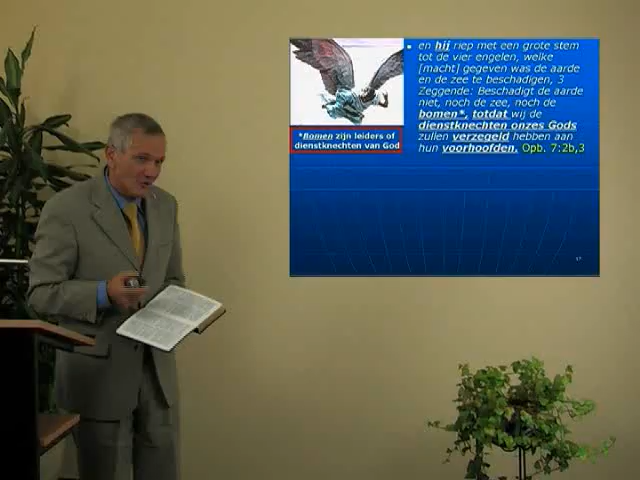 en hij riep met een grote stem
tot de vier engelen, welke
[macht] gegeven was de aarde
en de zee te beschadigen, 3
Zeggende: Beschadigt de aarde
niet, noch de zee, noch de
bomen*, totdat wij de
dienstknechten onzes Gods
zullen verzegeld hebben aan
hun voorhoofden. Opb. 7:2b,3
*Bomen zijn leiders of
dienstknechten van God